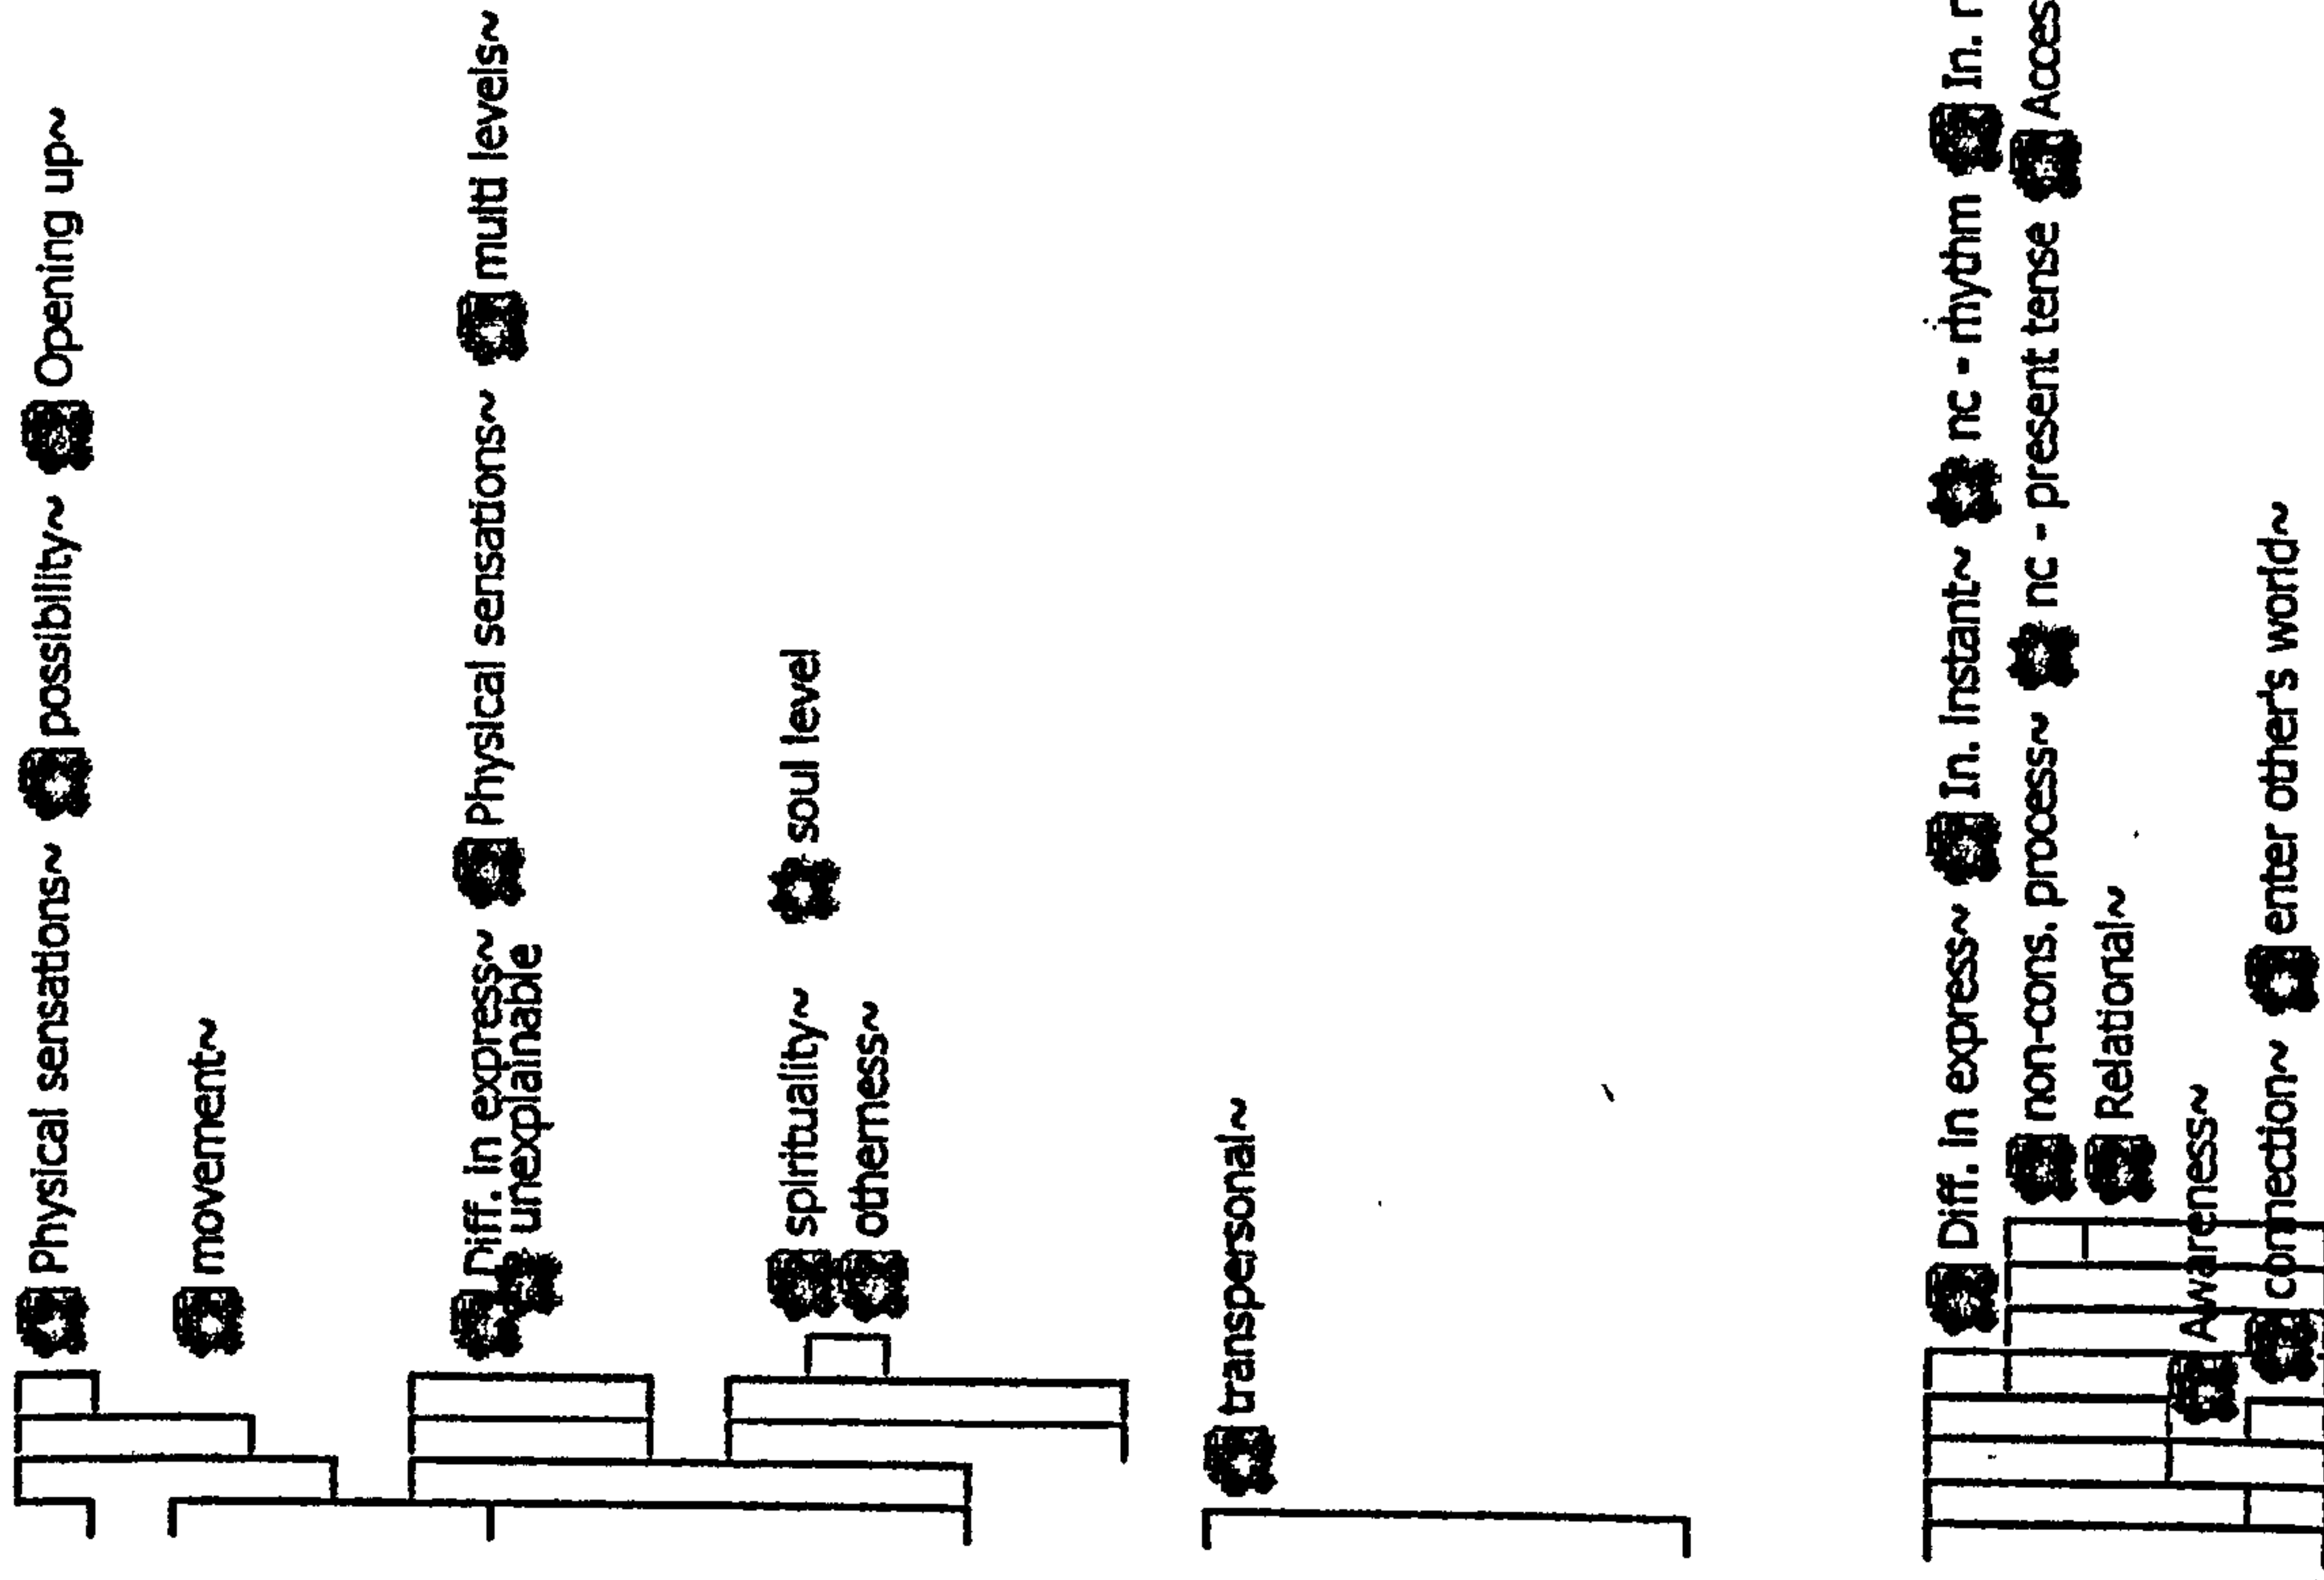 Physical sensations~ possibility~ Opening up~
movement~
Diff. in express~ Physical sensations~ multi levels~
unexplainable
spirituality~ soul level
otherness~
transpersonal~
Diff. in express~ In. Instant~ nc - rhythm In.
non-cons. process~ nc - present tense Acces
Relational~
Awareness~
connection~ enter other's world~